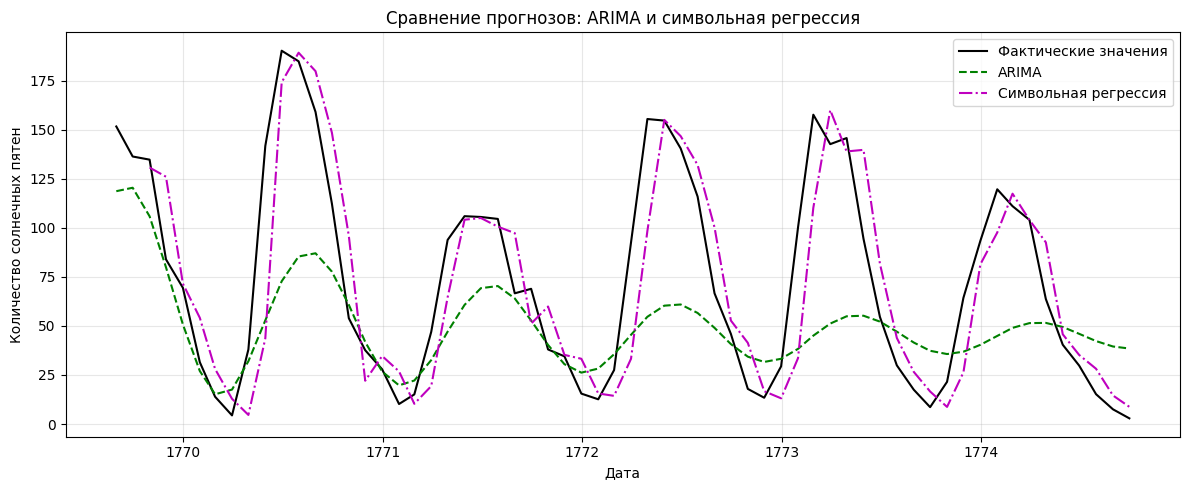 Сравнение прогнозов: ARIMA и символьная регрессия
Количество солнечных пятен
175
150
125
100
75
50
25
0
Фактические значения
ARIMA
Символьная регрессия
1770
1771
1772
1773
1774
Дата